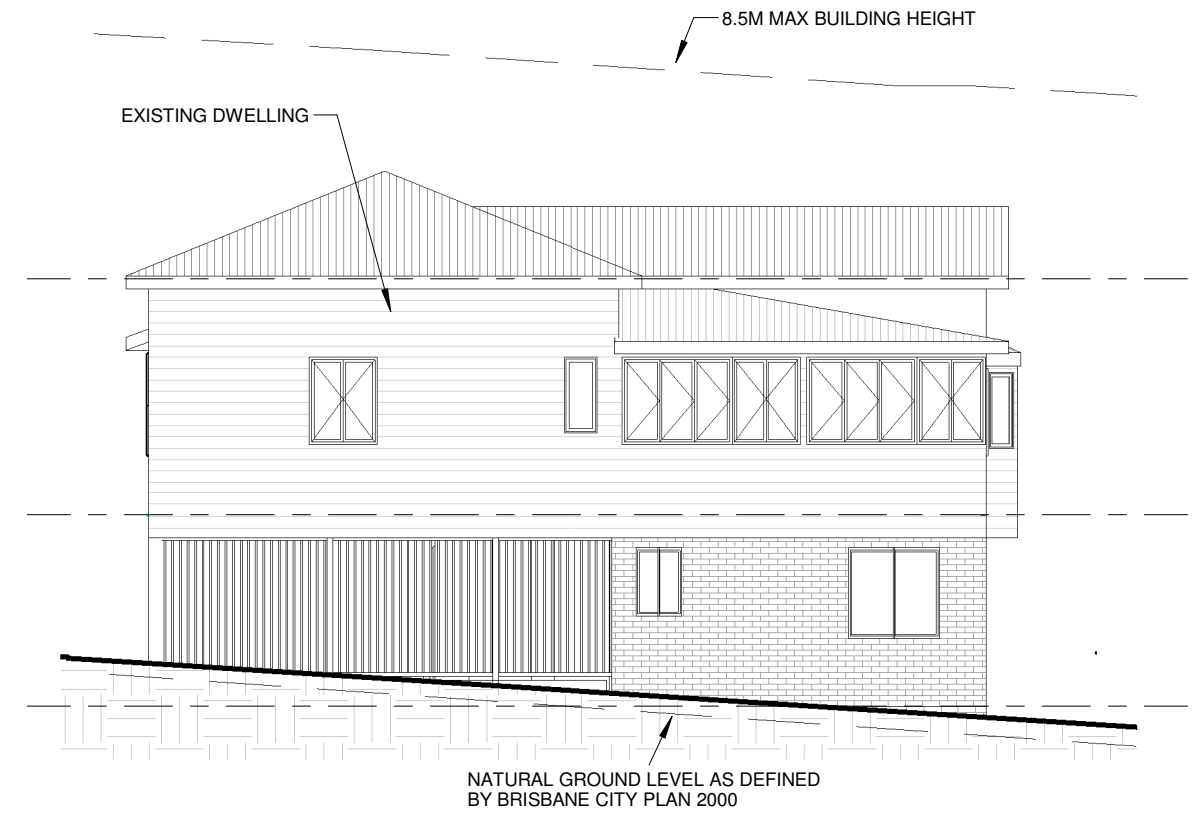 8.5M MAX BUILDING HEIGHT
EXISTING DWELLING
NATURAL GROUND LEVEL AS DEFINED
BY BRISBANE CITY PLAN 2000